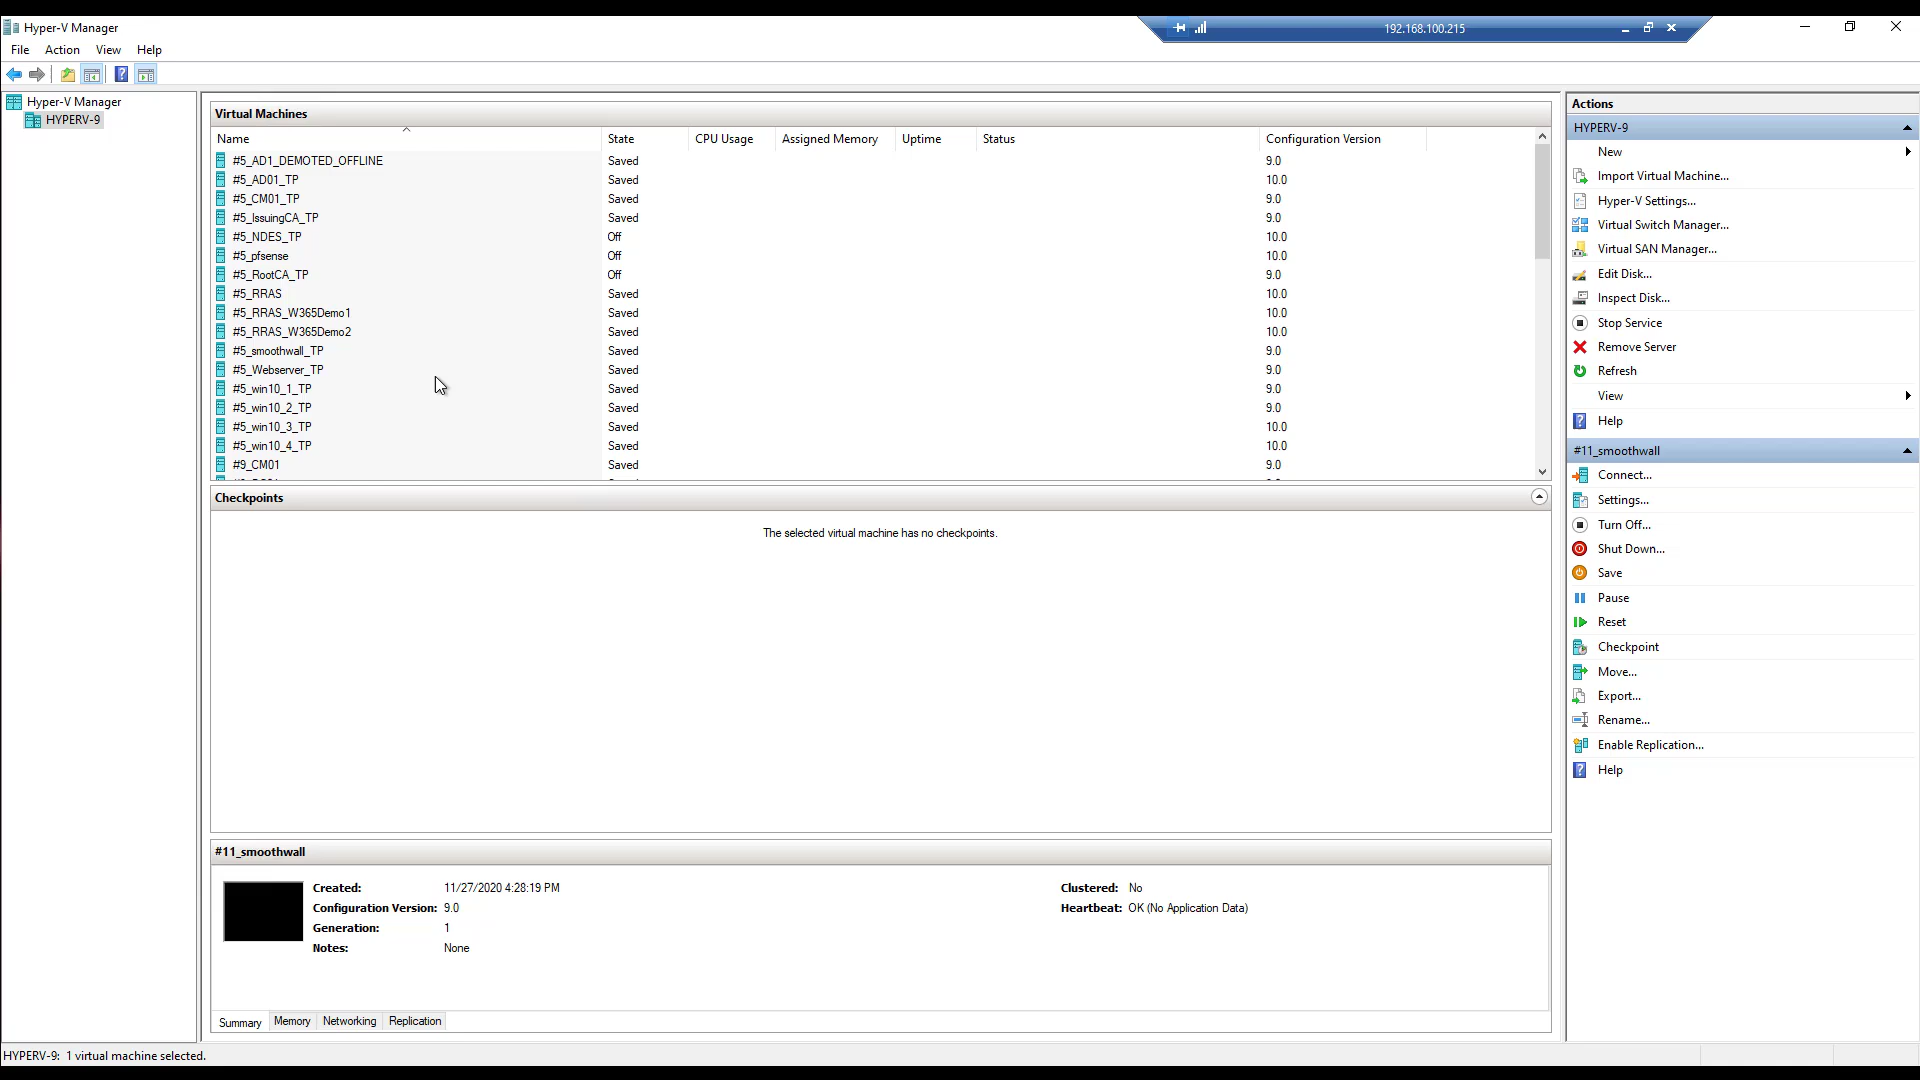 Hyper-V Manager
192.168.100.215
File Action View Help
Hyper-V Manager
HYPERV-9
Virtual Machines
Name State CPU Usage Assigned Memory Uptime Status Configuration Version
#5_AD1_DEMOTED_OFFLINE Saved 9.0
#5_AD01_TP Saved 10.0
#5_CM01_TP Saved 9.0
#5_IssuingCA_TP Saved 9.0
#5_NDES_TP Off 10.0
#5_pfsense Off 10.0
#5_RootCA_TP Off 9.0
#5_RRAS Saved 10.0
#5_RRAS_W365Demo1 Saved 10.0
#5_RRAS_W365Demo2 Saved 10.0
#5_smoothwall_TP Saved 9.0
#5_Webserver_TP Saved 9.0
#5_win10_1_TP Saved 9.0
#5_win10_2_TP Saved 9.0
#5_win10_3_TP Saved 10.0
#5_win10_4_TP Saved 10.0
#9_CM01 Saved 9.0
Checkpoints
The selected virtual machine has no checkpoints.
#11_smoothwall
Created: 11/27/2020 4:28:19 PM Clustered: No
Configuration Version: 9.0 Heartbeat: OK (No Application Data)
Generation: 1
Notes: None
Summary Memory Networking Replication
Actions
HYPERV-9
New
Import Virtual Machine...
Hyper-V Settings...
Virtual Switch Manager...
Virtual SAN Manager...
Edit Disk...
Inspect Disk...
Stop Service
Remove Server
Refresh
View
Help
#11_smoothwall
Connect...
Settings...
Turn Off...
Shut Down...
Save
Pause
Reset
Checkpoint
Move...
Export...
Rename...
Enable Replication...
Help
HYPERV-9: 1 virtual machine selected.